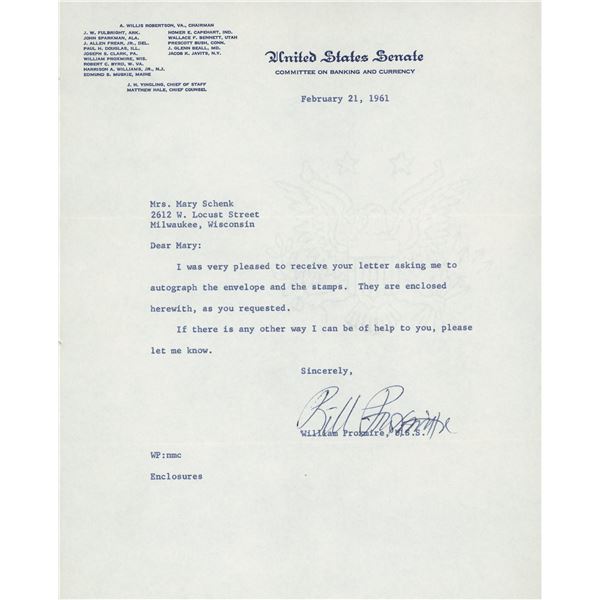 A. WILLIS ROBERTSON, VA., CHAIRMAN
J. W. FULBRIGHT, ARK.
JOHN SPARKMAN, ALA.
J. ALLEN FREAR, JR., DEL.
PAUL H. DOUGLAS, ILL.
JOSEPH S. CLARK, PA.
WILLIAM PROXMIRE, WIS.
ROBERT C. BYRD, W. VA.
HARRISON A. WILLIAMS, JR., N.J.
EDMUND S. MUSKIE, MAINE
HOMER E. CAPEHART, IND.
WALLACE F. BENNETT, UTAH
PRESCOTT BUSH, CONN.
J. GLENN BEALL, MD.
JACOB K. JAVITS, N.Y.
J. H. YINGLING, CHIEF OF STAFF
MATTHEW HALE, CHIEF COUNSEL
United States Senate
COMMITTEE ON BANKING AND CURRENCY
February 21, 1961
Mrs. Mary Schenk
2612 W. Locust Street
Milwaukee, Wisconsin
Dear Mary:
I was very pleased to receive your letter asking me to
autograph the envelope and the stamps. They are enclosed
herewith, as you requested.
If there is any other way I can be of help to you, please
let me know.
Sincerely,
Bill Proxmire
William Proxmire, U.S.S.
WP:nmc
Enclosures